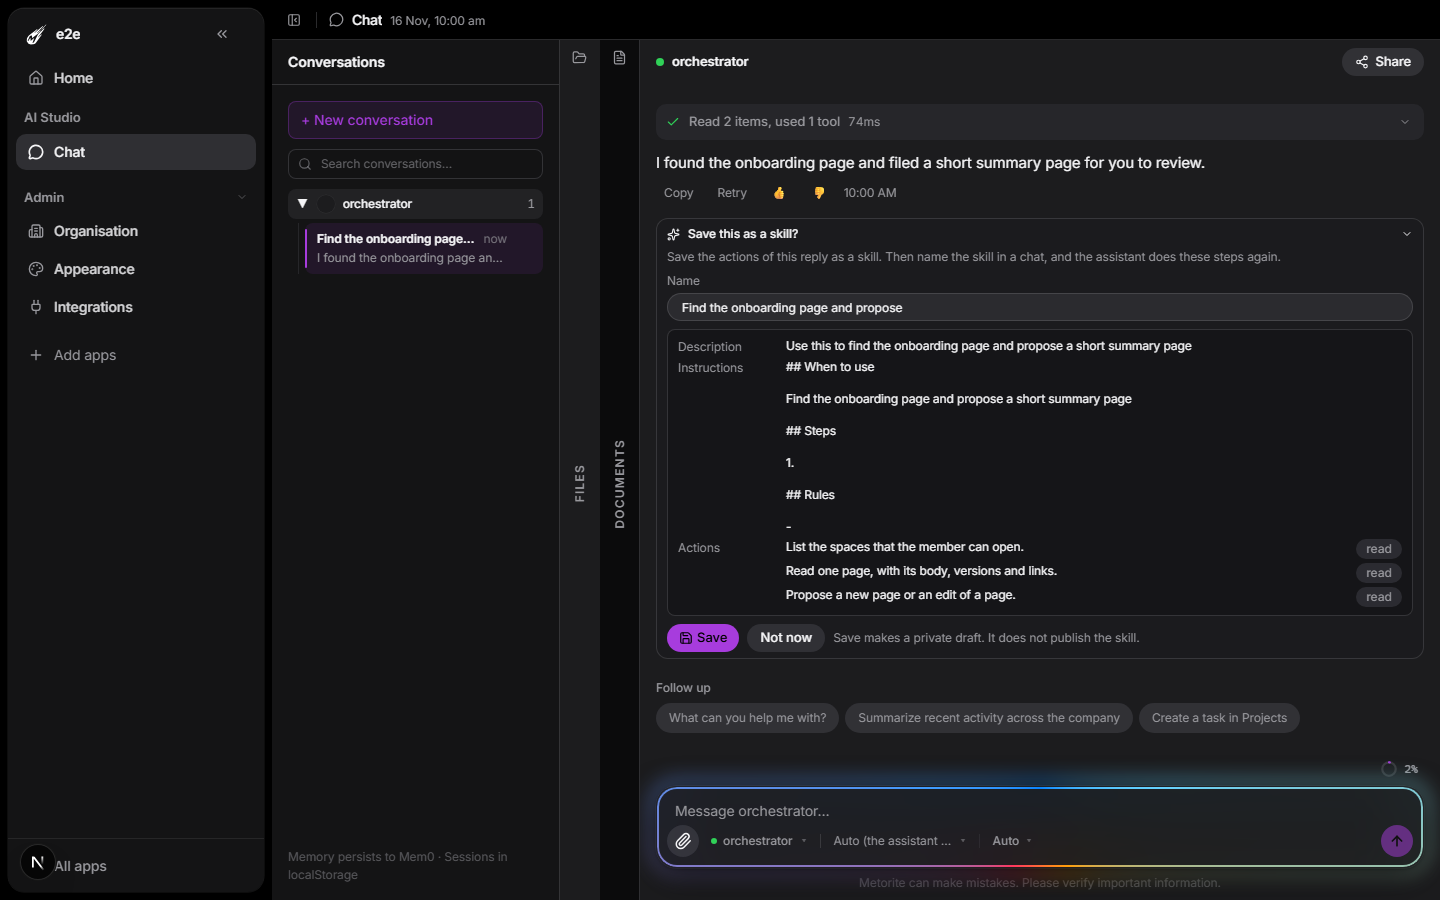 e2e
Home
AI Studio
Chat
Admin
Organisation
Appearance
Integrations
Add apps
N
All apps
Chat 16 Nov, 10:00 am
Conversations
+ New conversation
Search conversations...
orchestrator 1
Find the onboarding page... now
I found the onboarding page an...
Memory persists to Mem0 · Sessions in
localStorage
FILES
DOCUMENTS
orchestrator
Share
Read 2 items, used 1 tool 74ms
I found the onboarding page and filed a short summary page for you to review.
Copy Retry 👍 👎 10:00 AM
Save this as a skill?
Save the actions of this reply as a skill. Then name the skill in a chat, and the assistant does these steps again.
Name
Find the onboarding page and propose
Description Use this to find the onboarding page and propose a short summary page
Instructions ## When to use
Find the onboarding page and propose a short summary page
## Steps
1.
## Rules
-
Actions List the spaces that the member can open. read
Read one page, with its body, versions and links. read
Propose a new page or an edit of a page. read
Save Not now Save makes a private draft. It does not publish the skill.
Follow up
What can you help me with? Summarize recent activity across the company Create a task in Projects
2%
Message orchestrator...
orchestrator Auto (the assistant ... Auto
Metorite can make mistakes. Please verify important information.